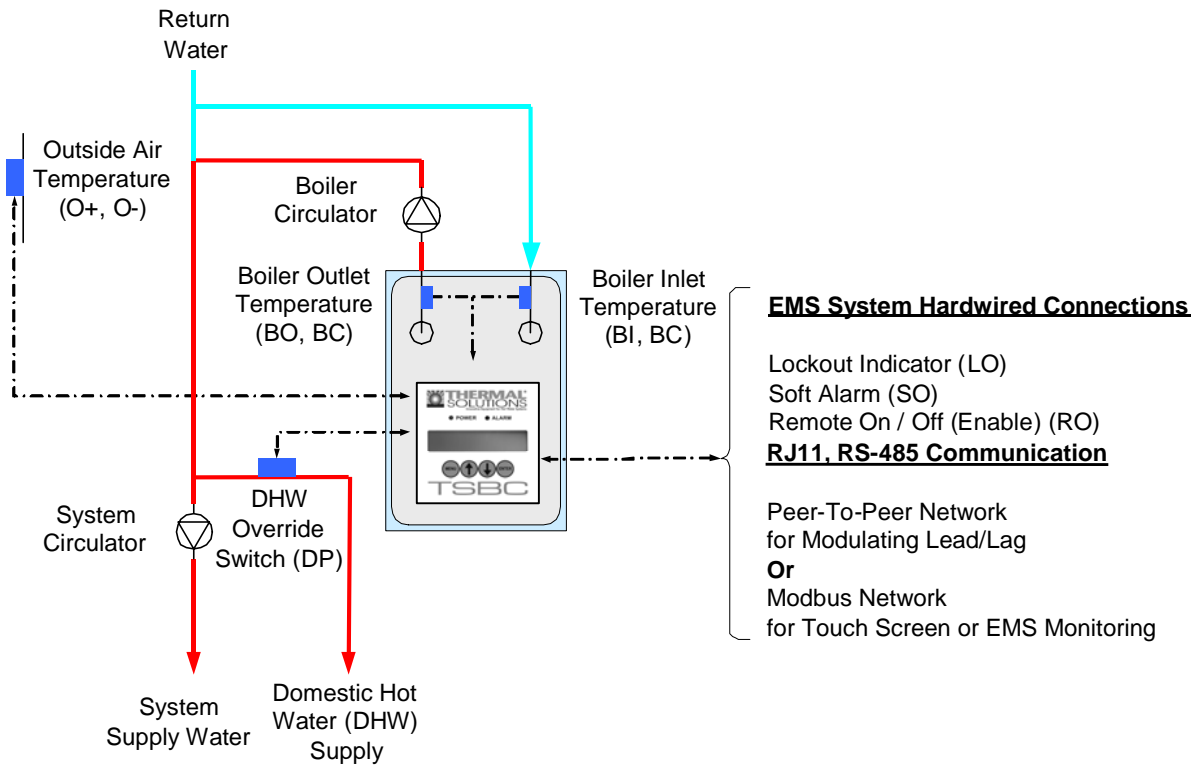 Return
Water
Outside Air
Temperature
(O+, O-)
Boiler
Circulator
Boiler Outlet
Temperature
(BO, BC)
Boiler Inlet
Temperature
(BI, BC)
EMS System Hardwired Connections
Lockout Indicator (LO)
Soft Alarm (SO)
Remote On / Off (Enable) (RO)
RJ11, RS-485 Communication
Peer-To-Peer Network
for Modulating Lead/Lag
Or
Modbus Network
for Touch Screen or EMS Monitoring
THERMAL
SOLUTIONS
POWER ALARM
MENU ENTER
TSBC
DHW
Override
Switch (DP)
System
Circulator
System
Supply Water
Domestic Hot
Water (DHW)
Supply